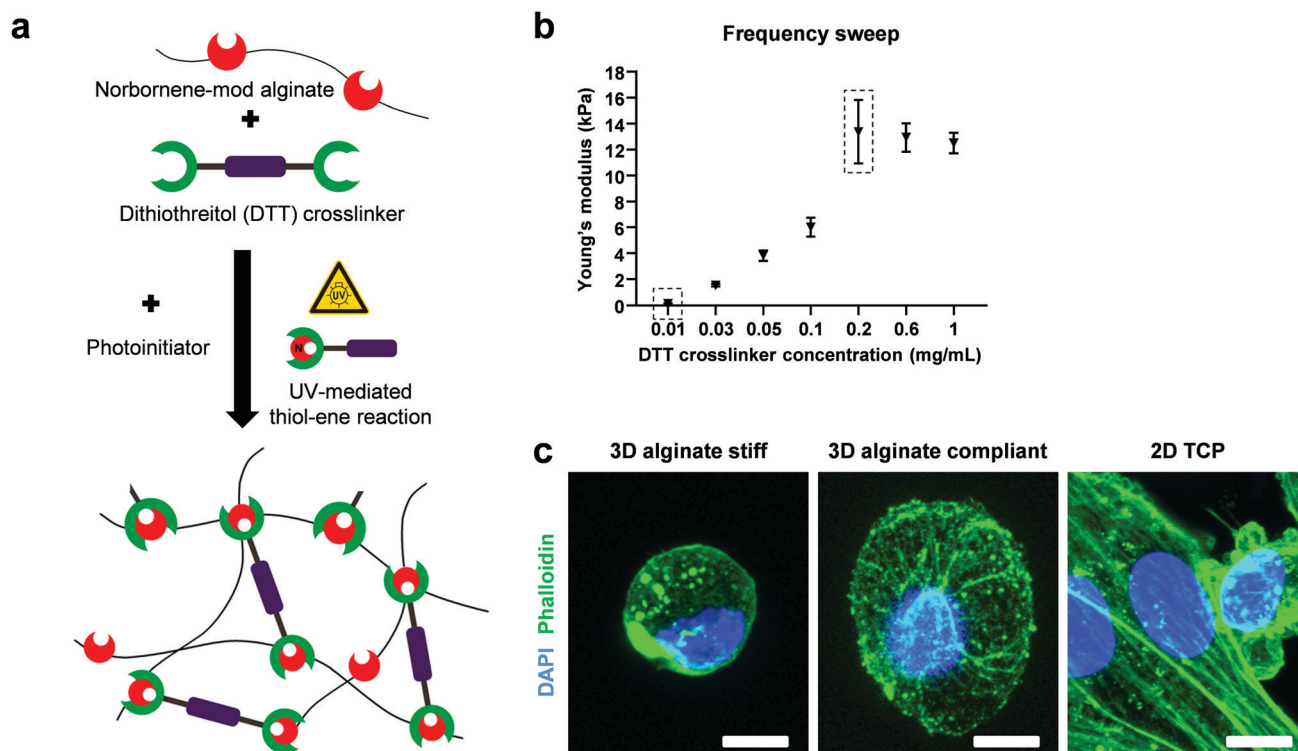 a
Norbornene-mod alginate
+
Dithiothreitol (DTT) crosslinker
+
Photoinitiator
UV
N
UV-mediated
thiol-ene reaction
b
Frequency sweep
Young's modulus (kPa)
18
16
14
12
10
8
6
4
2
0
0.01 0.03 0.05 0.1 0.2 0.6 1
DTT crosslinker concentration (mg/mL)
c
3D alginate stiff
3D alginate compliant
2D TCP
DAPI Phalloidin